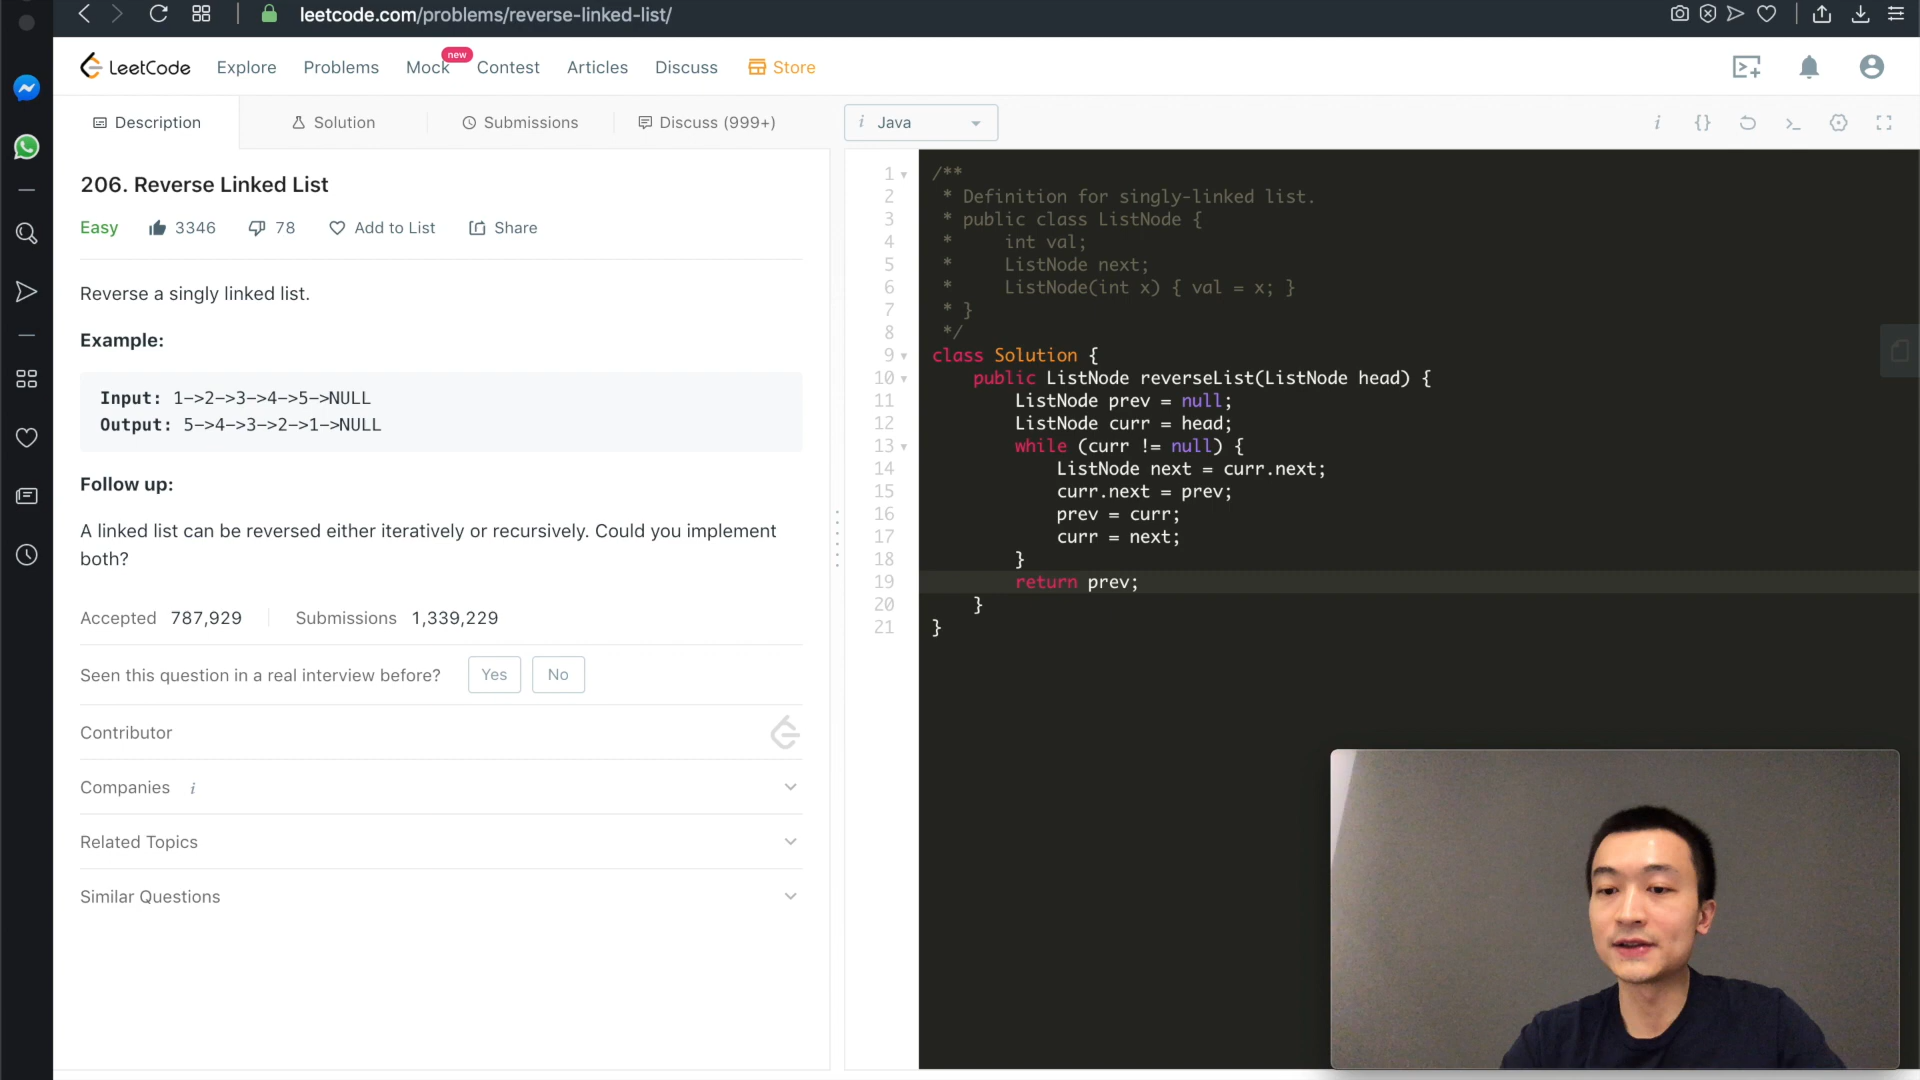 leetcode.com/problems/reverse-linked-list/
LeetCode
Explore
Problems
Mock
new
Contest
Articles
Discuss
Store
Description
Solution
Submissions
Discuss (999+)
i Java
206. Reverse Linked List
Easy
3346
78
Add to List
Share
Reverse a singly linked list.
Example:
Input: 1->2->3->4->5->NULL
Output: 5->4->3->2->1->NULL
Follow up:
A linked list can be reversed either iteratively or recursively. Could you implement
both?
Accepted 787,929
Submissions 1,339,229
Seen this question in a real interview before?
Yes
No
Contributor
Companies i
Related Topics
Similar Questions
i {}
1 /**
2 * Definition for singly-linked list.
3 * public class ListNode {
4 *     int val;
5 *     ListNode next;
6 *     ListNode(int x) { val = x; }
7 * }
8 */
9 class Solution {
10     public ListNode reverseList(ListNode head) {
11         ListNode prev = null;
12         ListNode curr = head;
13         while (curr != null) {
14             ListNode next = curr.next;
15             curr.next = prev;
16             prev = curr;
17             curr = next;
18         }
19         return prev;
20     }
21 }